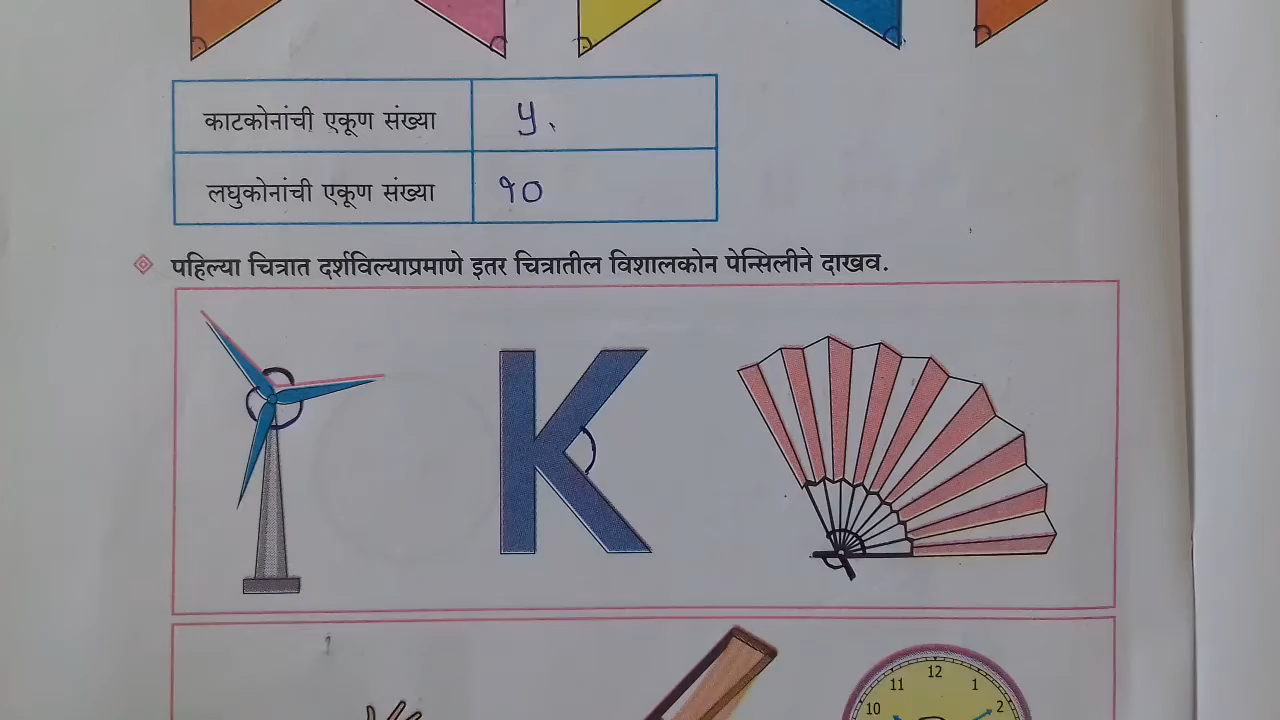 काटकोनांची एकूण संख्या ५.
लघुकोनांची एकूण संख्या १०
पहिल्या चित्रात दर्शविल्याप्रमाणे इतर चित्रातील विशालकोन पेन्सिलीने दाखव.
K
11 12 1
10 2